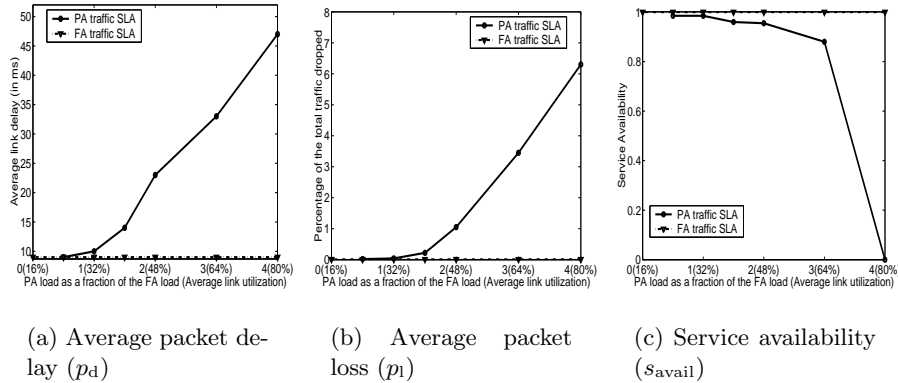 PA traffic SLA
FA traffic SLA
Average link delay (in ms)
50
45
40
35
30
25
20
15
10
0(16%) 1(32%) 2(48%) 3(64%) 4(80%)
PA load as a fraction of the FA load (Average link utilization)
(a) Average packet de-
lay (pd)
PA traffic SLA
FA traffic SLA
Percentage of the total traffic dropped
8
7
6
5
4
3
2
1
0
0(16%) 1(32%) 2(48%) 3(64%) 4(80%)
PA load as a fraction of the FA load (Average link utilization)
(b) Average packet
loss (pl)
Service Availability
1
0.8
0.6
0.4
0.2
0
PA traffic SLA
FA traffic SLA
0(16%) 1(32%) 2(48%) 3(64%) 4(80%)
PA load as a fraction of the FA load (Average link utilization)
(c) Service availability
(savail)